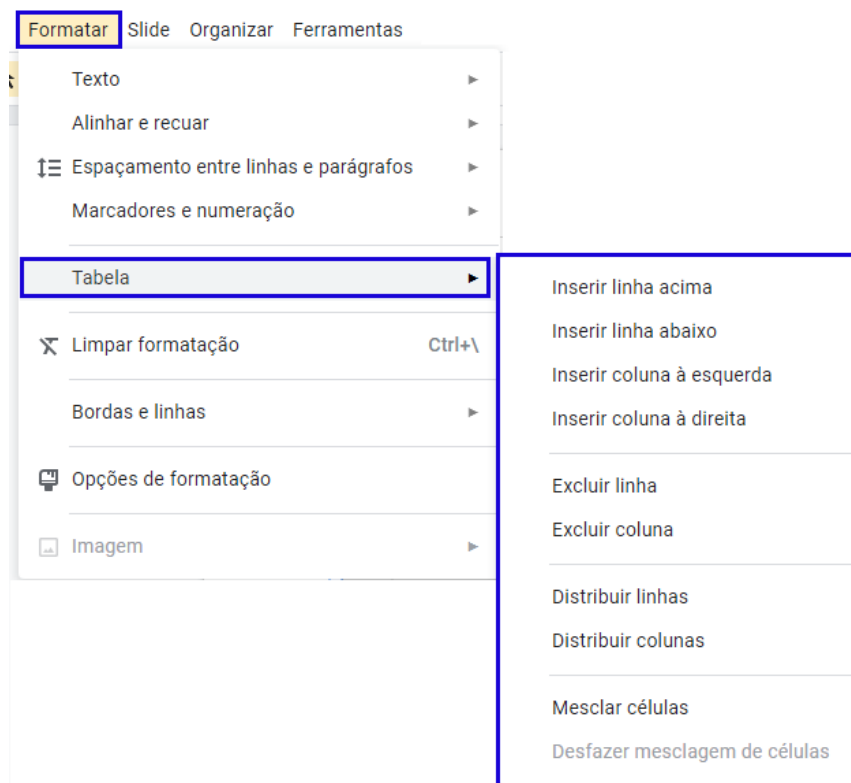 Formatar Slide Organizar Ferramentas
Texto
Alinhar e recuar
Espaçamento entre linhas e parágrafos
Marcadores e numeração
Tabela
Limpar formatação Ctrl+\
Bordas e linhas
Opções de formatação
Imagem
Inserir linha acima
Inserir linha abaixo
Inserir coluna à esquerda
Inserir coluna à direita
Excluir linha
Excluir coluna
Distribuir linhas
Distribuir colunas
Mesclar células
Desfazer mesclagem de células